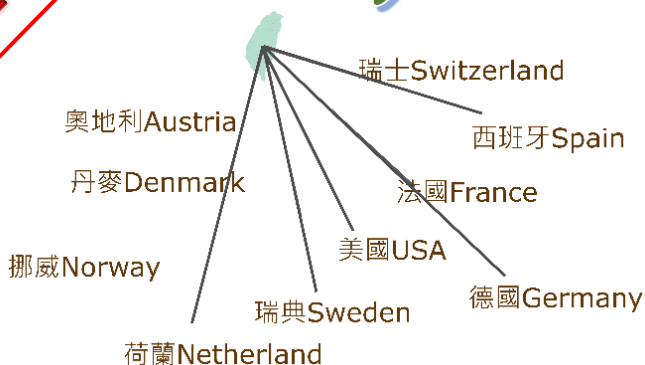 瑞士Switzerland
奧地利Austria
西班牙Spain
丹麥Denmark
法國France
美國USA
挪威Norway
德國Germany
瑞典Sweden
荷蘭Netherland